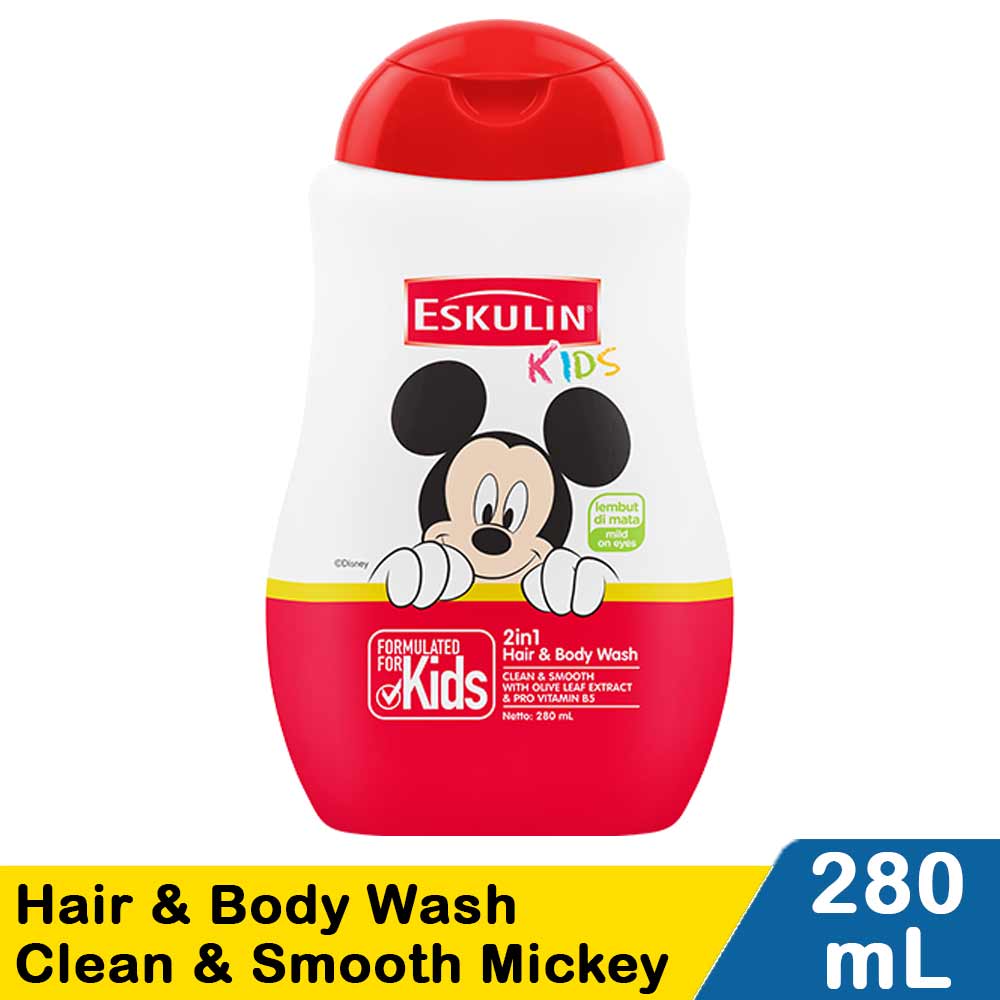 ESKULIN®
KIDS
lembut
di mata
mild
on eyes
©Disney
FORMULATED
FOR
Kids
2in1
Hair & Body Wash
CLEAN & SMOOTH
WITH OLIVE LEAF EXTRACT
& PRO VITAMIN B5
Netto: 280 mL
Hair & Body Wash
Clean & Smooth Mickey
280
mL